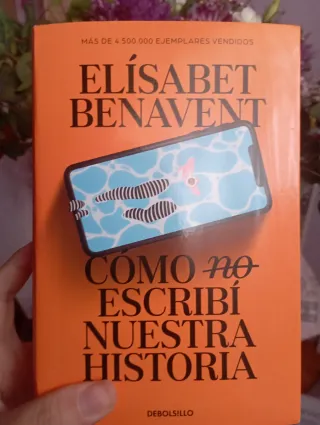 MÁS DE 4 500 000 EJEMPLARES VENDIDOS
ELÍSABET
BENAVENT
CÓMO no
ESCRIBÍ
NUESTRA
HISTORIA
DEBOLSILLO